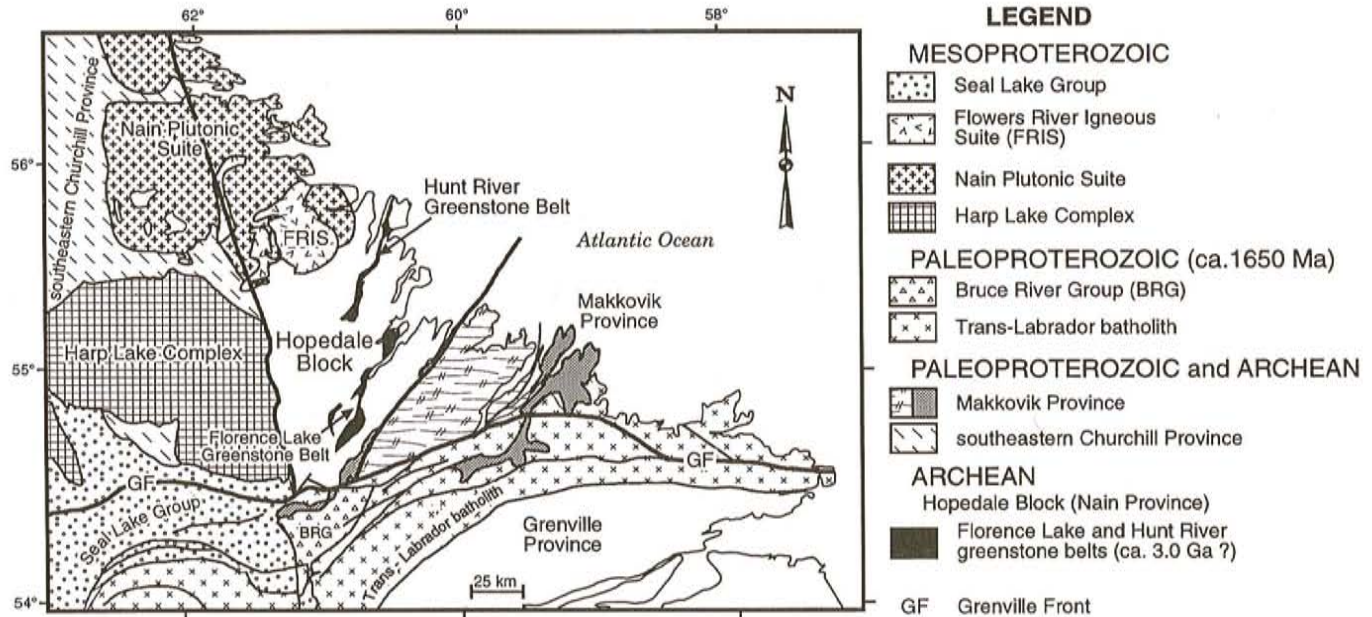 62°
60°
58°
56°
55°
54°
southeastern Churchill Province
Nain Plutonic
Suite
FRIS
Hunt River
Greenstone Belt
N
Atlantic Ocean
Makkovik
Province
Hopedale
Block
Harp Lake Complex
Florence Lake
Greenstone Belt
GF
Seal Lake Group
BRG
Trans-Labrador batholith
GF
Grenville
Province
25 km
LEGEND
MESOPROTEROZOIC
Seal Lake Group
Flowers River Igneous
Suite (FRIS)
Nain Plutonic Suite
Harp Lake Complex
PALEOPROTEROZOIC (ca.1650 Ma)
Bruce River Group (BRG)
Trans-Labrador batholith
PALEOPROTEROZOIC and ARCHEAN
Makkovik Province
southeastern Churchill Province
ARCHEAN
Hopedale Block (Nain Province)
Florence Lake and Hunt River
greenstone belts (ca. 3.0 Ga ?)
GF Grenville Front